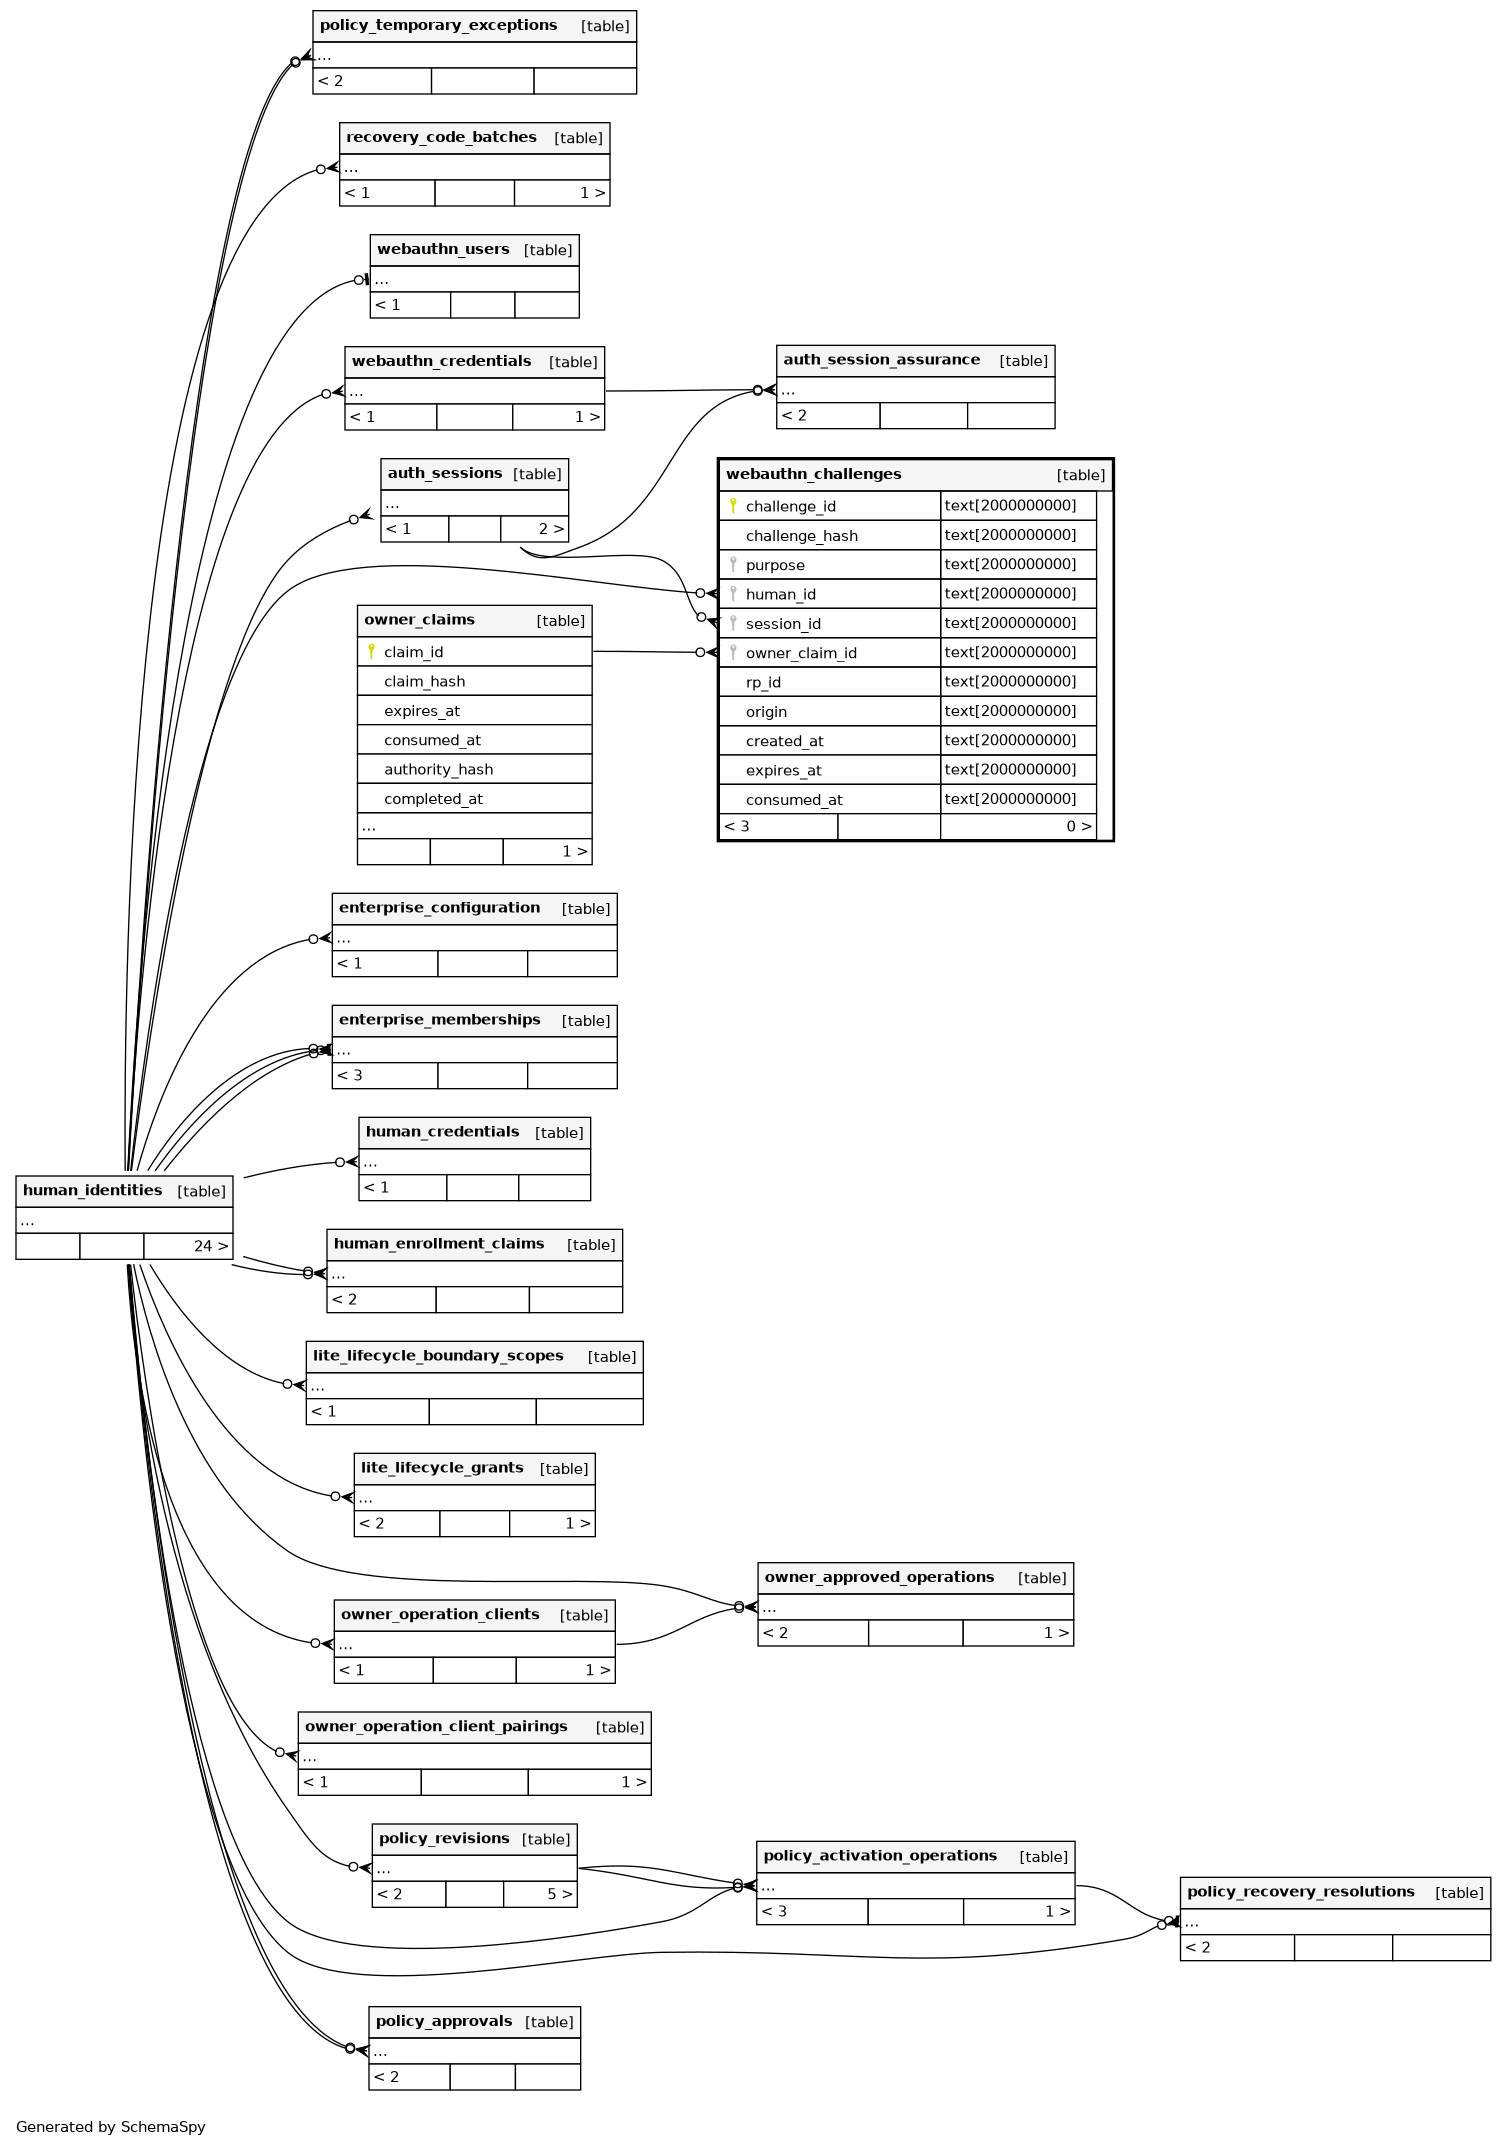 policy_temporary_exceptions [table]
...
< 2
recovery_code_batches [table]
...
< 1 1 >
webauthn_users [table]
...
< 1
webauthn_credentials [table]
...
< 1 1 >
auth_session_assurance [table]
...
< 2
auth_sessions [table]
...
< 1 2 >
webauthn_challenges [table]
challenge_id text[2000000000]
challenge_hash text[2000000000]
purpose text[2000000000]
human_id text[2000000000]
session_id text[2000000000]
owner_claim_id text[2000000000]
rp_id text[2000000000]
origin text[2000000000]
created_at text[2000000000]
expires_at text[2000000000]
consumed_at text[2000000000]
< 3 0 >
owner_claims [table]
claim_id
claim_hash
expires_at
consumed_at
authority_hash
completed_at
...
1 >
enterprise_configuration [table]
...
< 1
enterprise_memberships [table]
...
< 3
human_credentials [table]
...
< 1
human_identities [table]
...
24 >
human_enrollment_claims [table]
...
< 2
lite_lifecycle_boundary_scopes [table]
...
< 1
lite_lifecycle_grants [table]
...
< 2 1 >
owner_approved_operations [table]
...
< 2 1 >
owner_operation_clients [table]
...
< 1 1 >
owner_operation_client_pairings [table]
...
< 1 1 >
policy_revisions [table]
...
< 2 5 >
policy_activation_operations [table]
...
< 3 1 >
policy_recovery_resolutions [table]
...
< 2
policy_approvals [table]
...
< 2
Generated by SchemaSpy